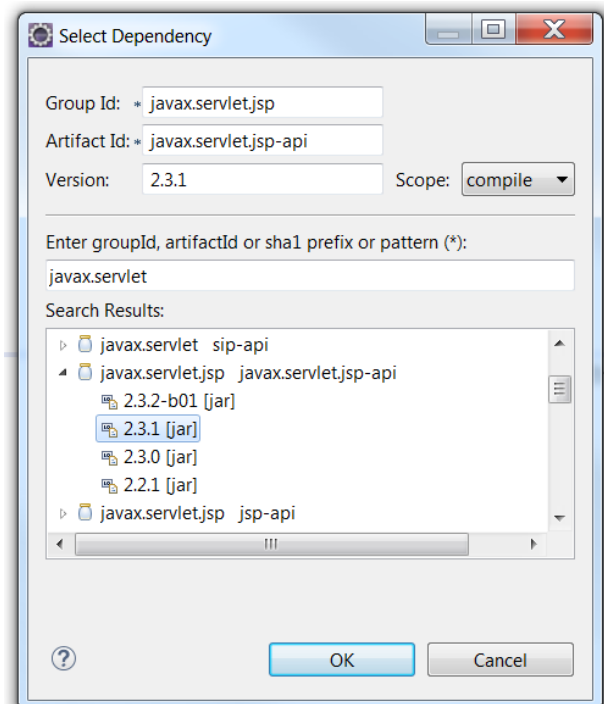 Select Dependency
Group Id: * javax.servlet.jsp
Artifact Id: * javax.servlet.jsp-api
Version: 2.3.1 Scope: compile
Enter groupId, artifactId or sha1 prefix or pattern (*):
javax.servlet
Search Results:
javax.servlet sip-api
javax.servlet.jsp javax.servlet.jsp-api
2.3.2-b01 [jar]
2.3.1 [jar]
2.3.0 [jar]
2.2.1 [jar]
javax.servlet.jsp jsp-api
OK Cancel